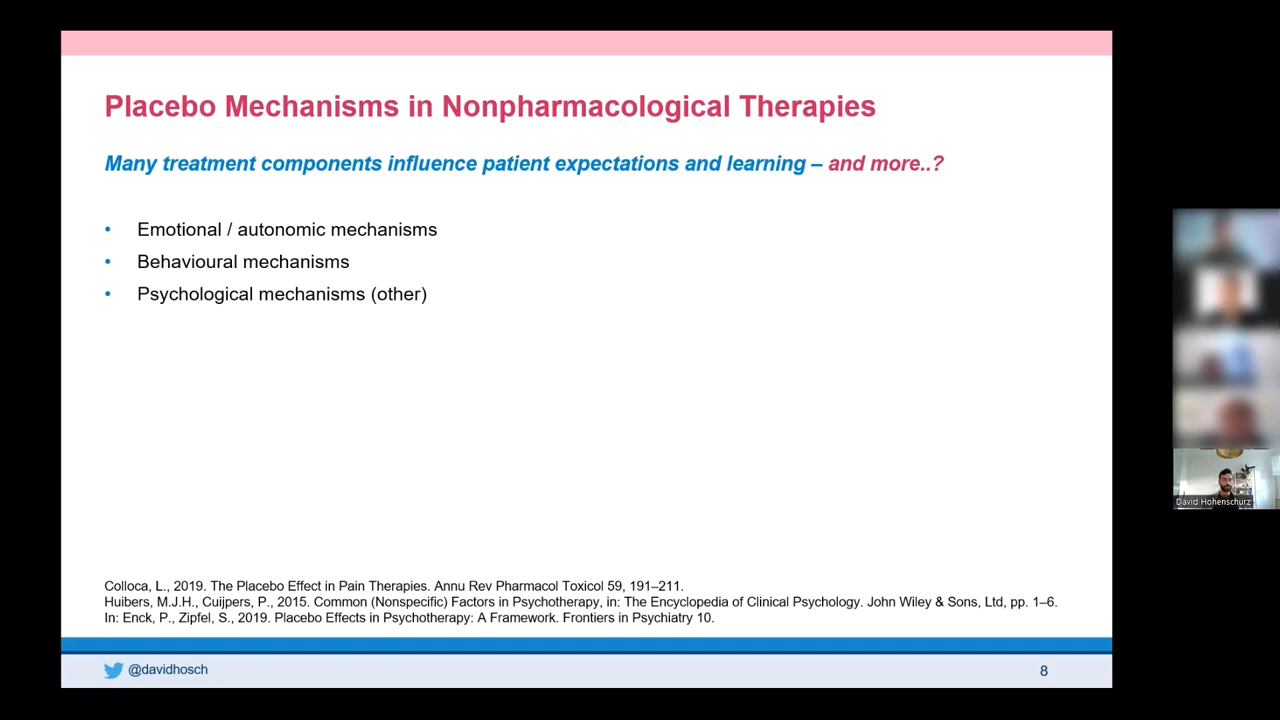 Placebo Mechanisms in Nonpharmacological Therapies
Many treatment components influence patient expectations and learning – and more..?
• Emotional / autonomic mechanisms
• Behavioural mechanisms
• Psychological mechanisms (other)
Colloca, L., 2019. The Placebo Effect in Pain Therapies. Annu Rev Pharmacol Toxicol 59, 191–211.
Huibers, M.J.H., Cuijpers, P., 2015. Common (Nonspecific) Factors in Psychotherapy, in: The Encyclopedia of Clinical Psychology. John Wiley & Sons, Ltd, pp. 1–6.
In: Enck, P., Zipfel, S., 2019. Placebo Effects in Psychotherapy: A Framework. Frontiers in Psychiatry 10.
@davidhosch
8
David Hohenschurz